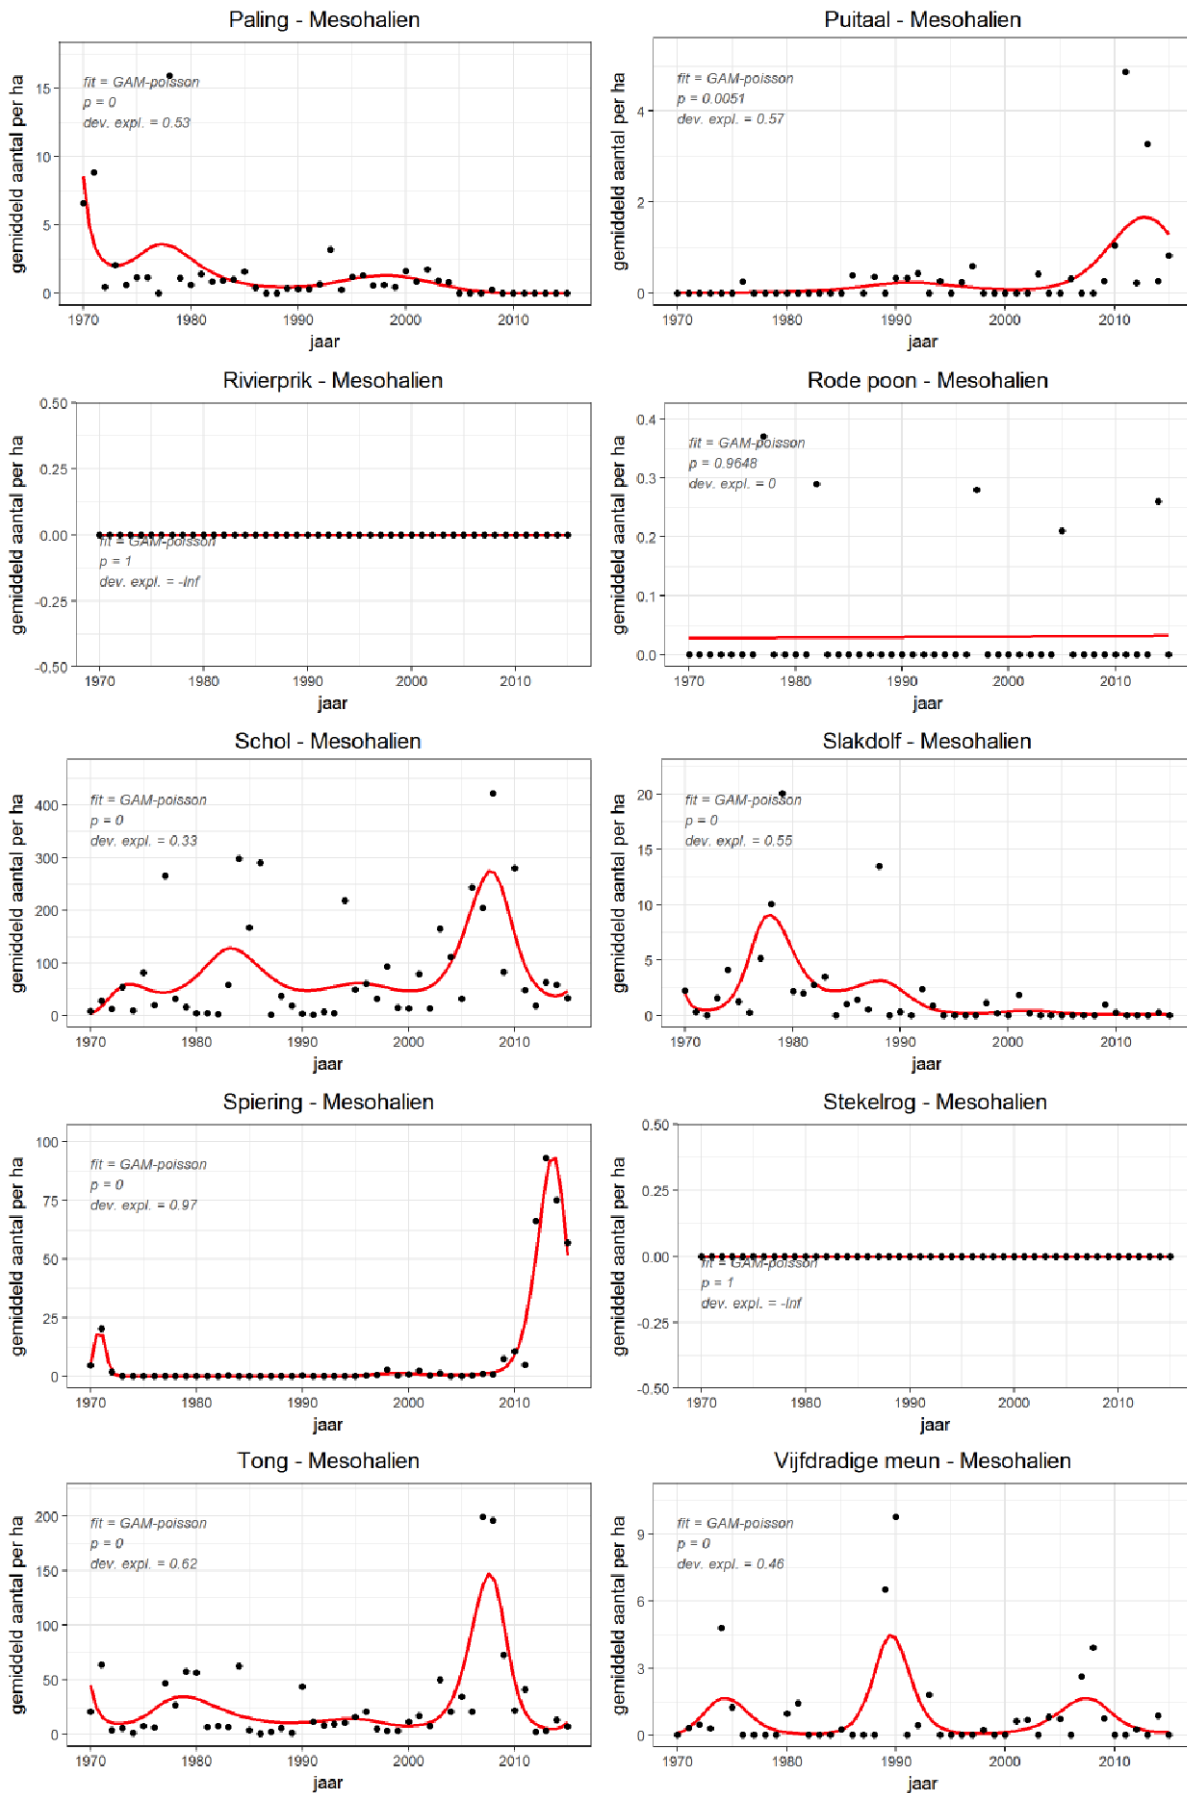 Paling - Mesohalien
gemiddeld aantal per ha
15
10
5
0
fit = GAM-poisson
p = 0
dev. expl. = 0.53
1970 1980 1990 2000 2010
jaar
Puitaal - Mesohalien
gemiddeld aantal per ha
4
2
0
fit = GAM-poisson
p = 0.0051
dev. expl. = 0.57
1970 1980 1990 2000 2010
jaar
Rivierprik - Mesohalien
gemiddeld aantal per ha
0.50
0.25
0.00
-0.25
-0.50
fit = GAM-poisson
p = 1
dev. expl. = -Inf
1970 1980 1990 2000 2010
jaar
Rode poon - Mesohalien
gemiddeld aantal per ha
0.4
0.3
0.2
0.1
0.0
fit = GAM-poisson
p = 0.9648
dev. expl. = 0
1970 1980 1990 2000 2010
jaar
Schol - Mesohalien
gemiddeld aantal per ha
400
300
200
100
0
fit = GAM-poisson
p = 0
dev. expl. = 0.33
1970 1980 1990 2000 2010
jaar
Slakdolf - Mesohalien
gemiddeld aantal per ha
20
15
10
5
0
fit = GAM-poisson
p = 0
dev. expl. = 0.55
1970 1980 1990 2000 2010
jaar
Spiering - Mesohalien
gemiddeld aantal per ha
100
75
50
25
0
fit = GAM-poisson
p = 0
dev. expl. = 0.97
1970 1980 1990 2000 2010
jaar
Stekelrog - Mesohalien
gemiddeld aantal per ha
0.50
0.25
0.00
-0.25
-0.50
fit = GAM-poisson
p = 1
dev. expl. = -Inf
1970 1980 1990 2000 2010
jaar
Tong - Mesohalien
gemiddeld aantal per ha
200
150
100
50
0
fit = GAM-poisson
p = 0
dev. expl. = 0.62
1970 1980 1990 2000 2010
jaar
Vijfdradige meun - Mesohalien
gemiddeld aantal per ha
9
6
3
0
fit = GAM-poisson
p = 0
dev. expl. = 0.46
1970 1980 1990 2000 2010
jaar